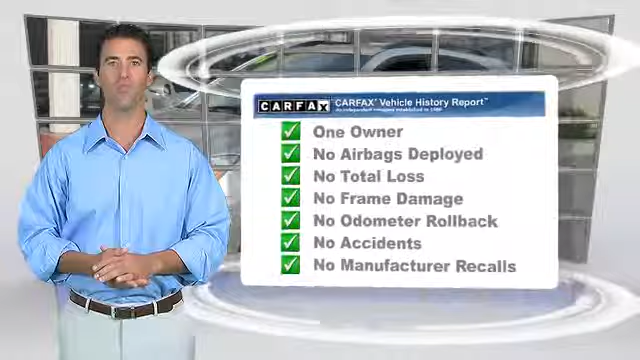 CARFAX CARFAX® Vehicle History Report™
One Owner
No Airbags Deployed
No Total Loss
No Frame Damage
No Odometer Rollback
No Accidents
No Manufacturer Recalls